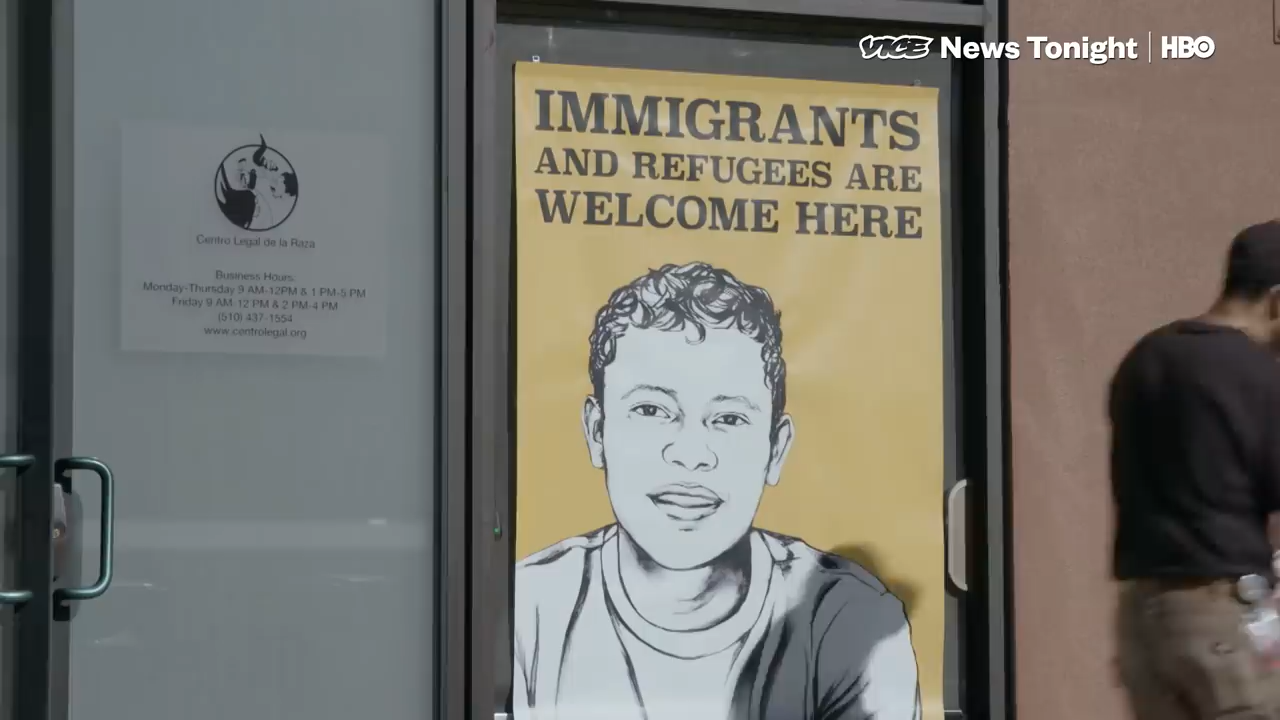 VICE News Tonight | HBO
IMMIGRANTS
AND REFUGEES ARE
WELCOME HERE
Centro Legal de la Raza
Business Hours:
Monday-Thursday 9 AM-12PM & 1 PM-5 PM
Friday 9 AM-12 PM & 2 PM-4 PM
(510) 437-1554
www.centrolegal.org